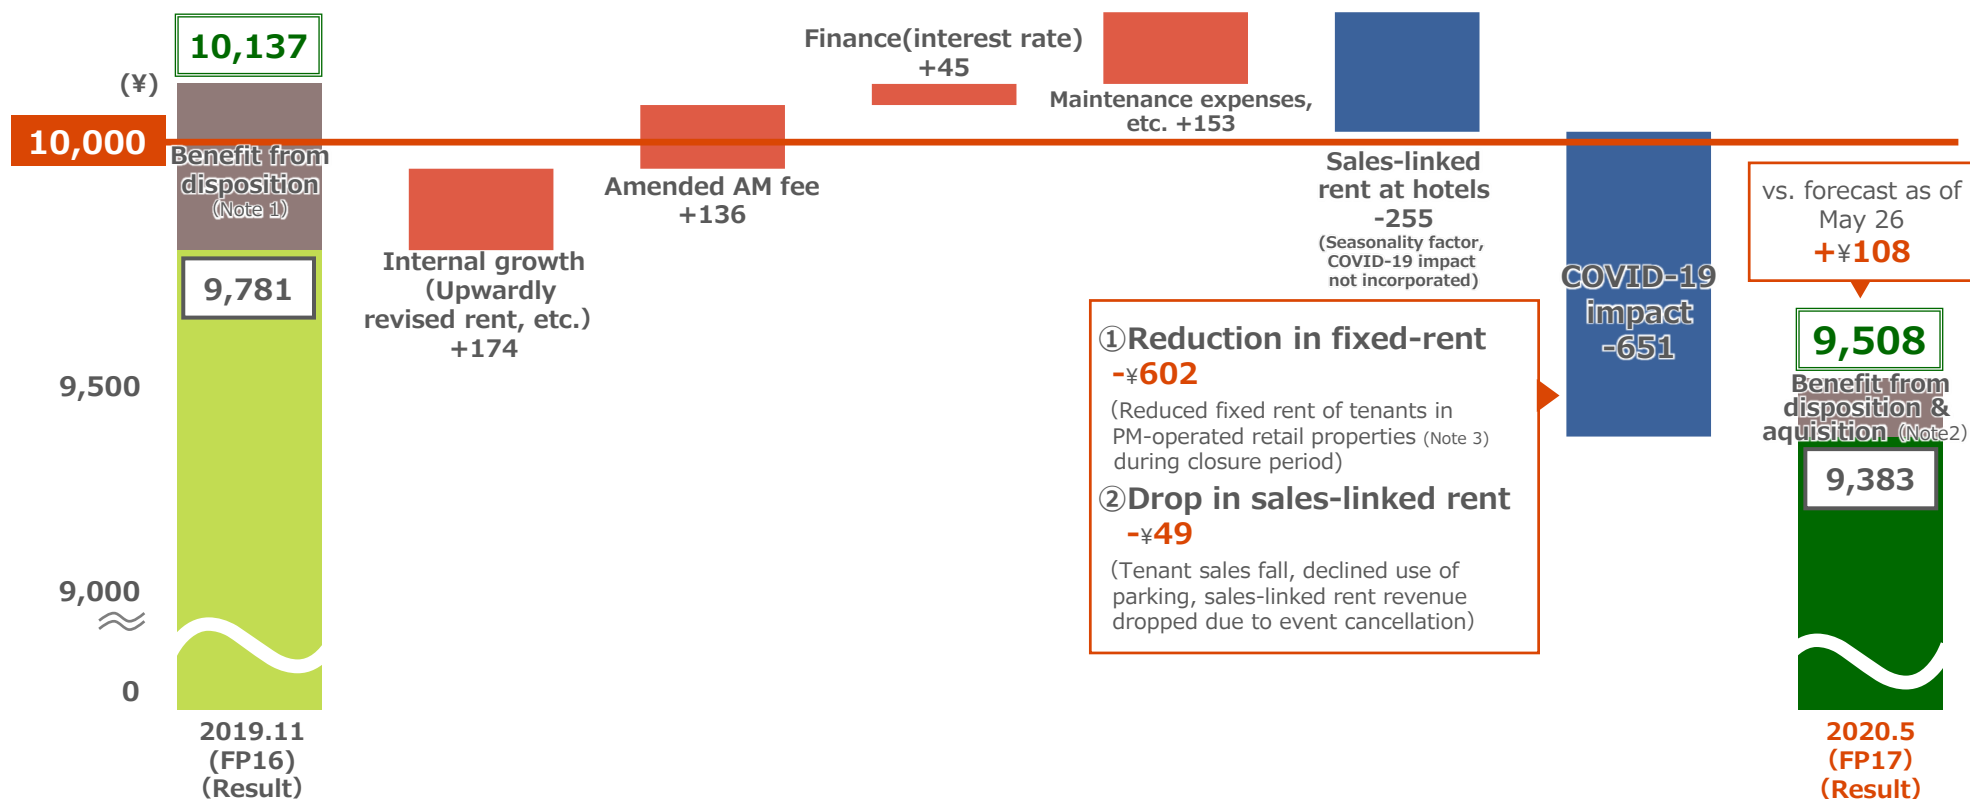 (¥)
10,000
9,500
9,000
0
10,137
Benefit from
disposition
(Note 1)
9,781
2019.11
(FP16)
(Result)
Internal growth
(Upwardly
revised rent, etc.)
+174
Amended AM fee
+136
Finance(interest rate)
+45
Maintenance expenses,
etc. +153
Sales-linked
rent at hotels
-255
(Seasonality factor,
COVID-19 impact
not incorporated)
COVID-19
impact
-651
①Reduction in fixed-rent
-¥602
(Reduced fixed rent of tenants in
PM-operated retail properties (Note 3)
during closure period)
②Drop in sales-linked rent
-¥49
(Tenant sales fall, declined use of
parking, sales-linked rent revenue
dropped due to event cancellation)
vs. forecast as of
May 26
+¥108
9,508
Benefit from
disposition &
aquisition (Note2)
9,383
2020.5
(FP17)
(Result)